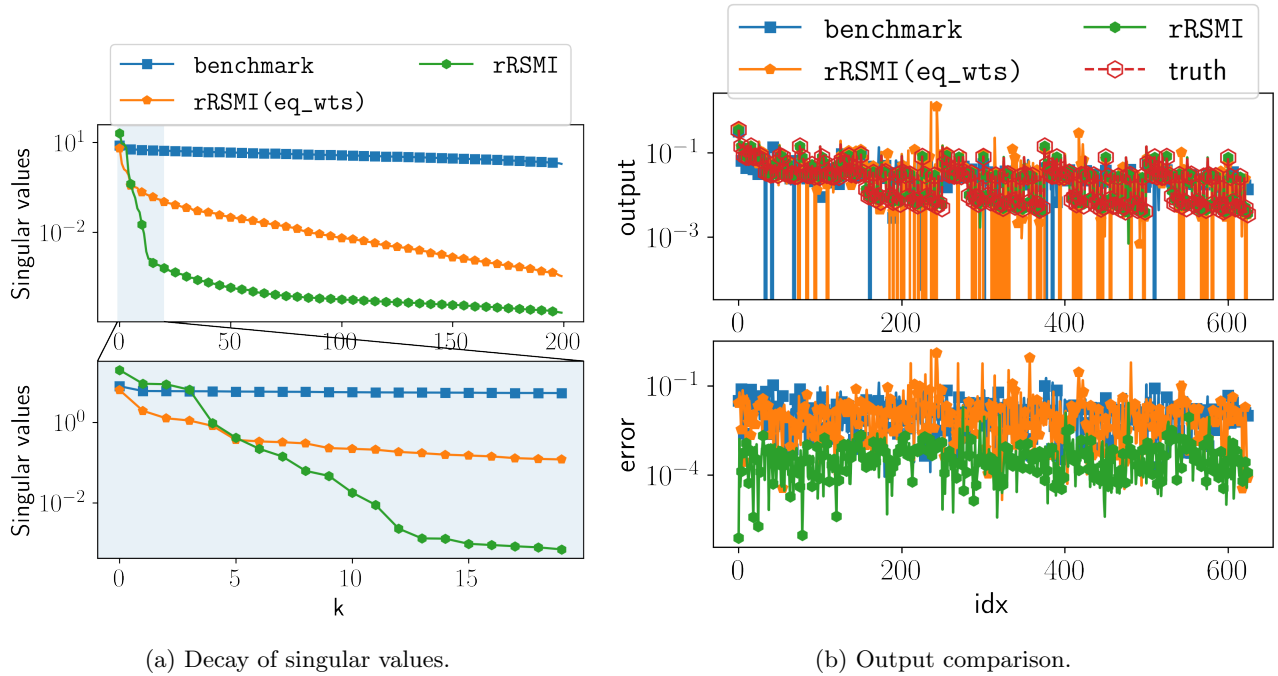 benchmark
rRSMI
rRSMI(eq_wts)
Singular values
10^1
10^{-2}
0
50
100
150
200
Singular values
10^0
10^{-2}
0
5
10
15
k
(a) Decay of singular values.
benchmark
rRSMI
rRSMI(eq_wts)
truth
output
10^{-1}
10^{-3}
0
200
400
600
error
10^{-1}
10^{-4}
0
200
400
600
idx
(b) Output comparison.